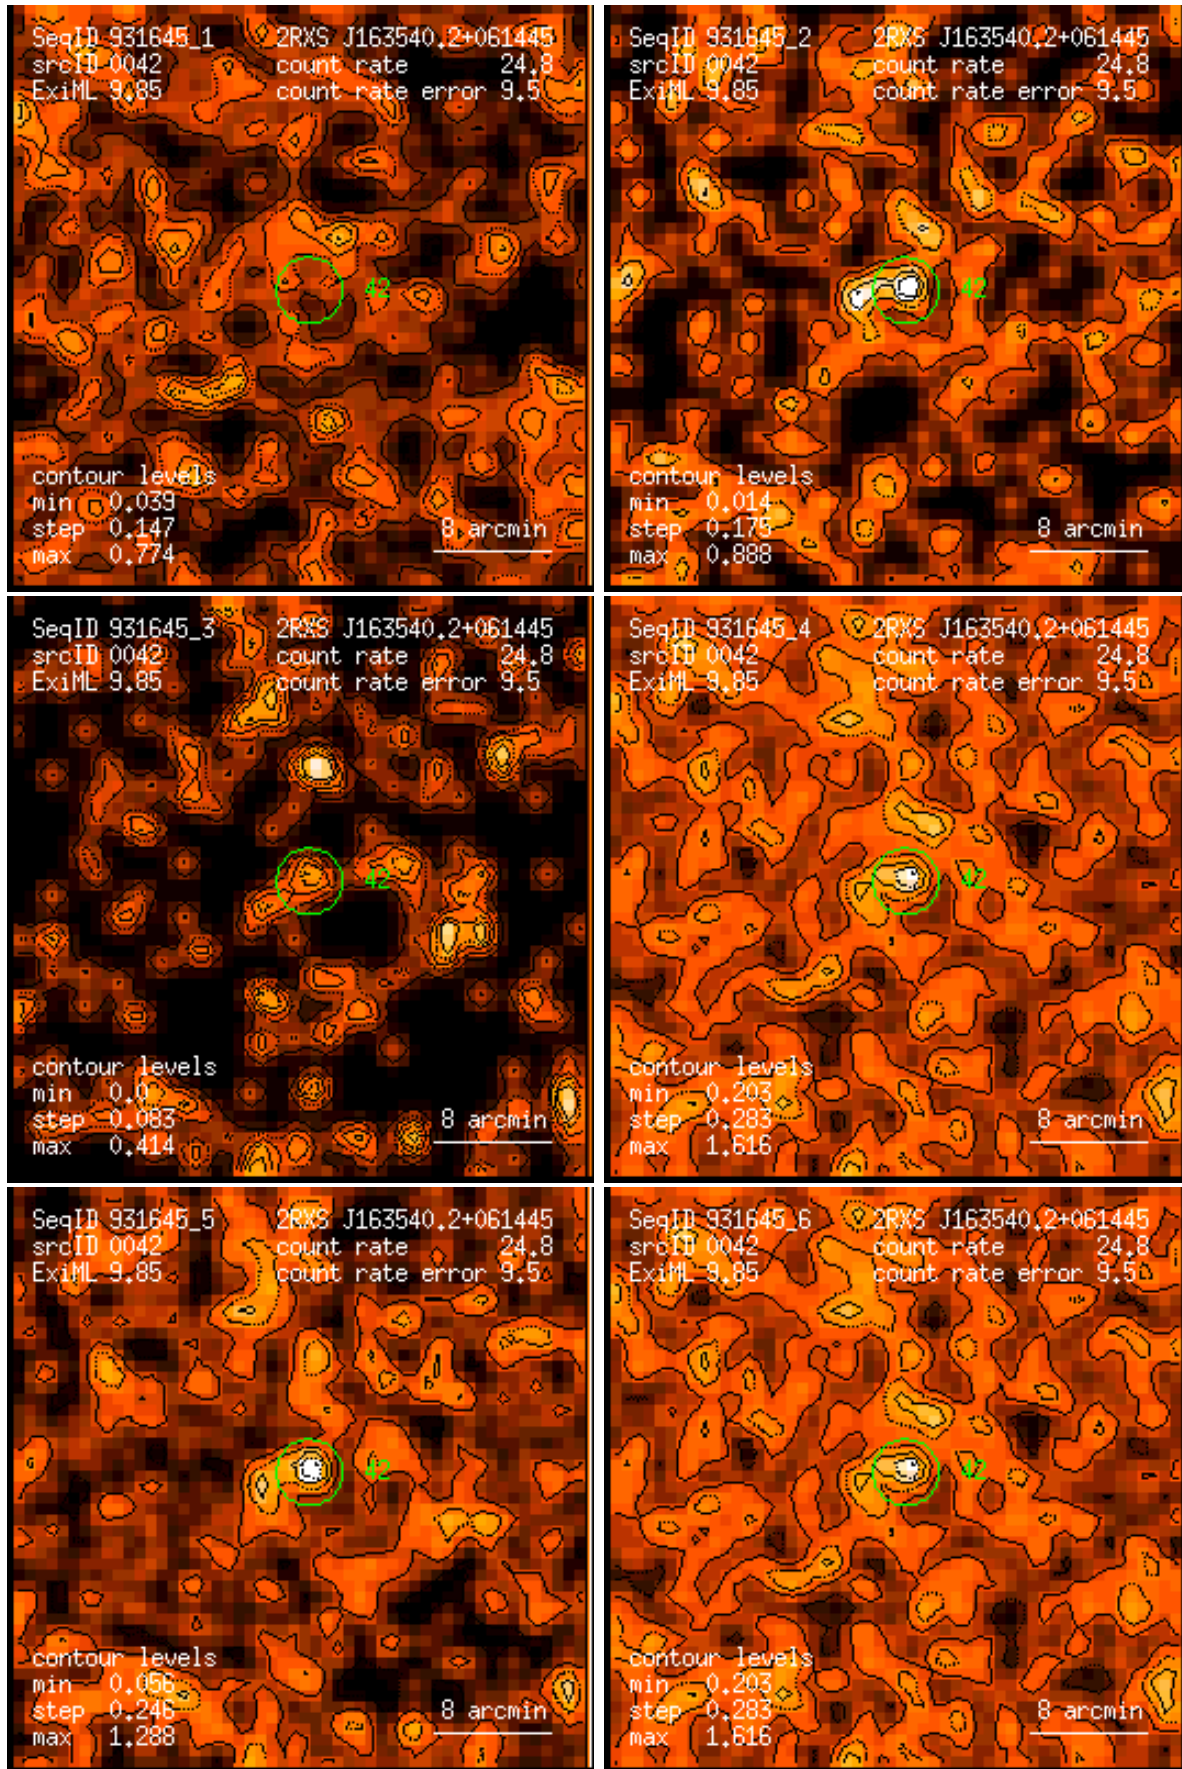 SeqID 931645_1 2RXS J163540.2+061445
srcID 0042 count rate 24.8
ExiML 9.85 count rate error 9.5
42
contour levels
min 0.039
step 0.147 8 arcmin
max 0.774
SeqID 931645_2 2RXS J163540.2+061445
srcID 0042 count rate 24.8
ExiML 9.85 count rate error 9.5
42
contour levels
min 0.014
step 0.175 8 arcmin
max 0.888
SeqID 931645_3 2RXS J163540.2+061445
srcID 0042 count rate 24.8
ExiML 9.85 count rate error 9.5
42
contour levels
min 0.0
step 0.083 8 arcmin
max 0.414
SeqID 931645_4 2RXS J163540.2+061445
srcID 0042 count rate 24.8
ExiML 9.85 count rate error 9.5
42
contour levels
min 0.203
step 0.283 8 arcmin
max 1.616
SeqID 931645_5 2RXS J163540.2+061445
srcID 0042 count rate 24.8
ExiML 9.85 count rate error 9.5
42
contour levels
min 0.056
step 0.246 8 arcmin
max 1.288
SeqID 931645_6 2RXS J163540.2+061445
srcID 0042 count rate 24.8
ExiML 9.85 count rate error 9.5
42
contour levels
min 0.203
step 0.283 8 arcmin
max 1.616